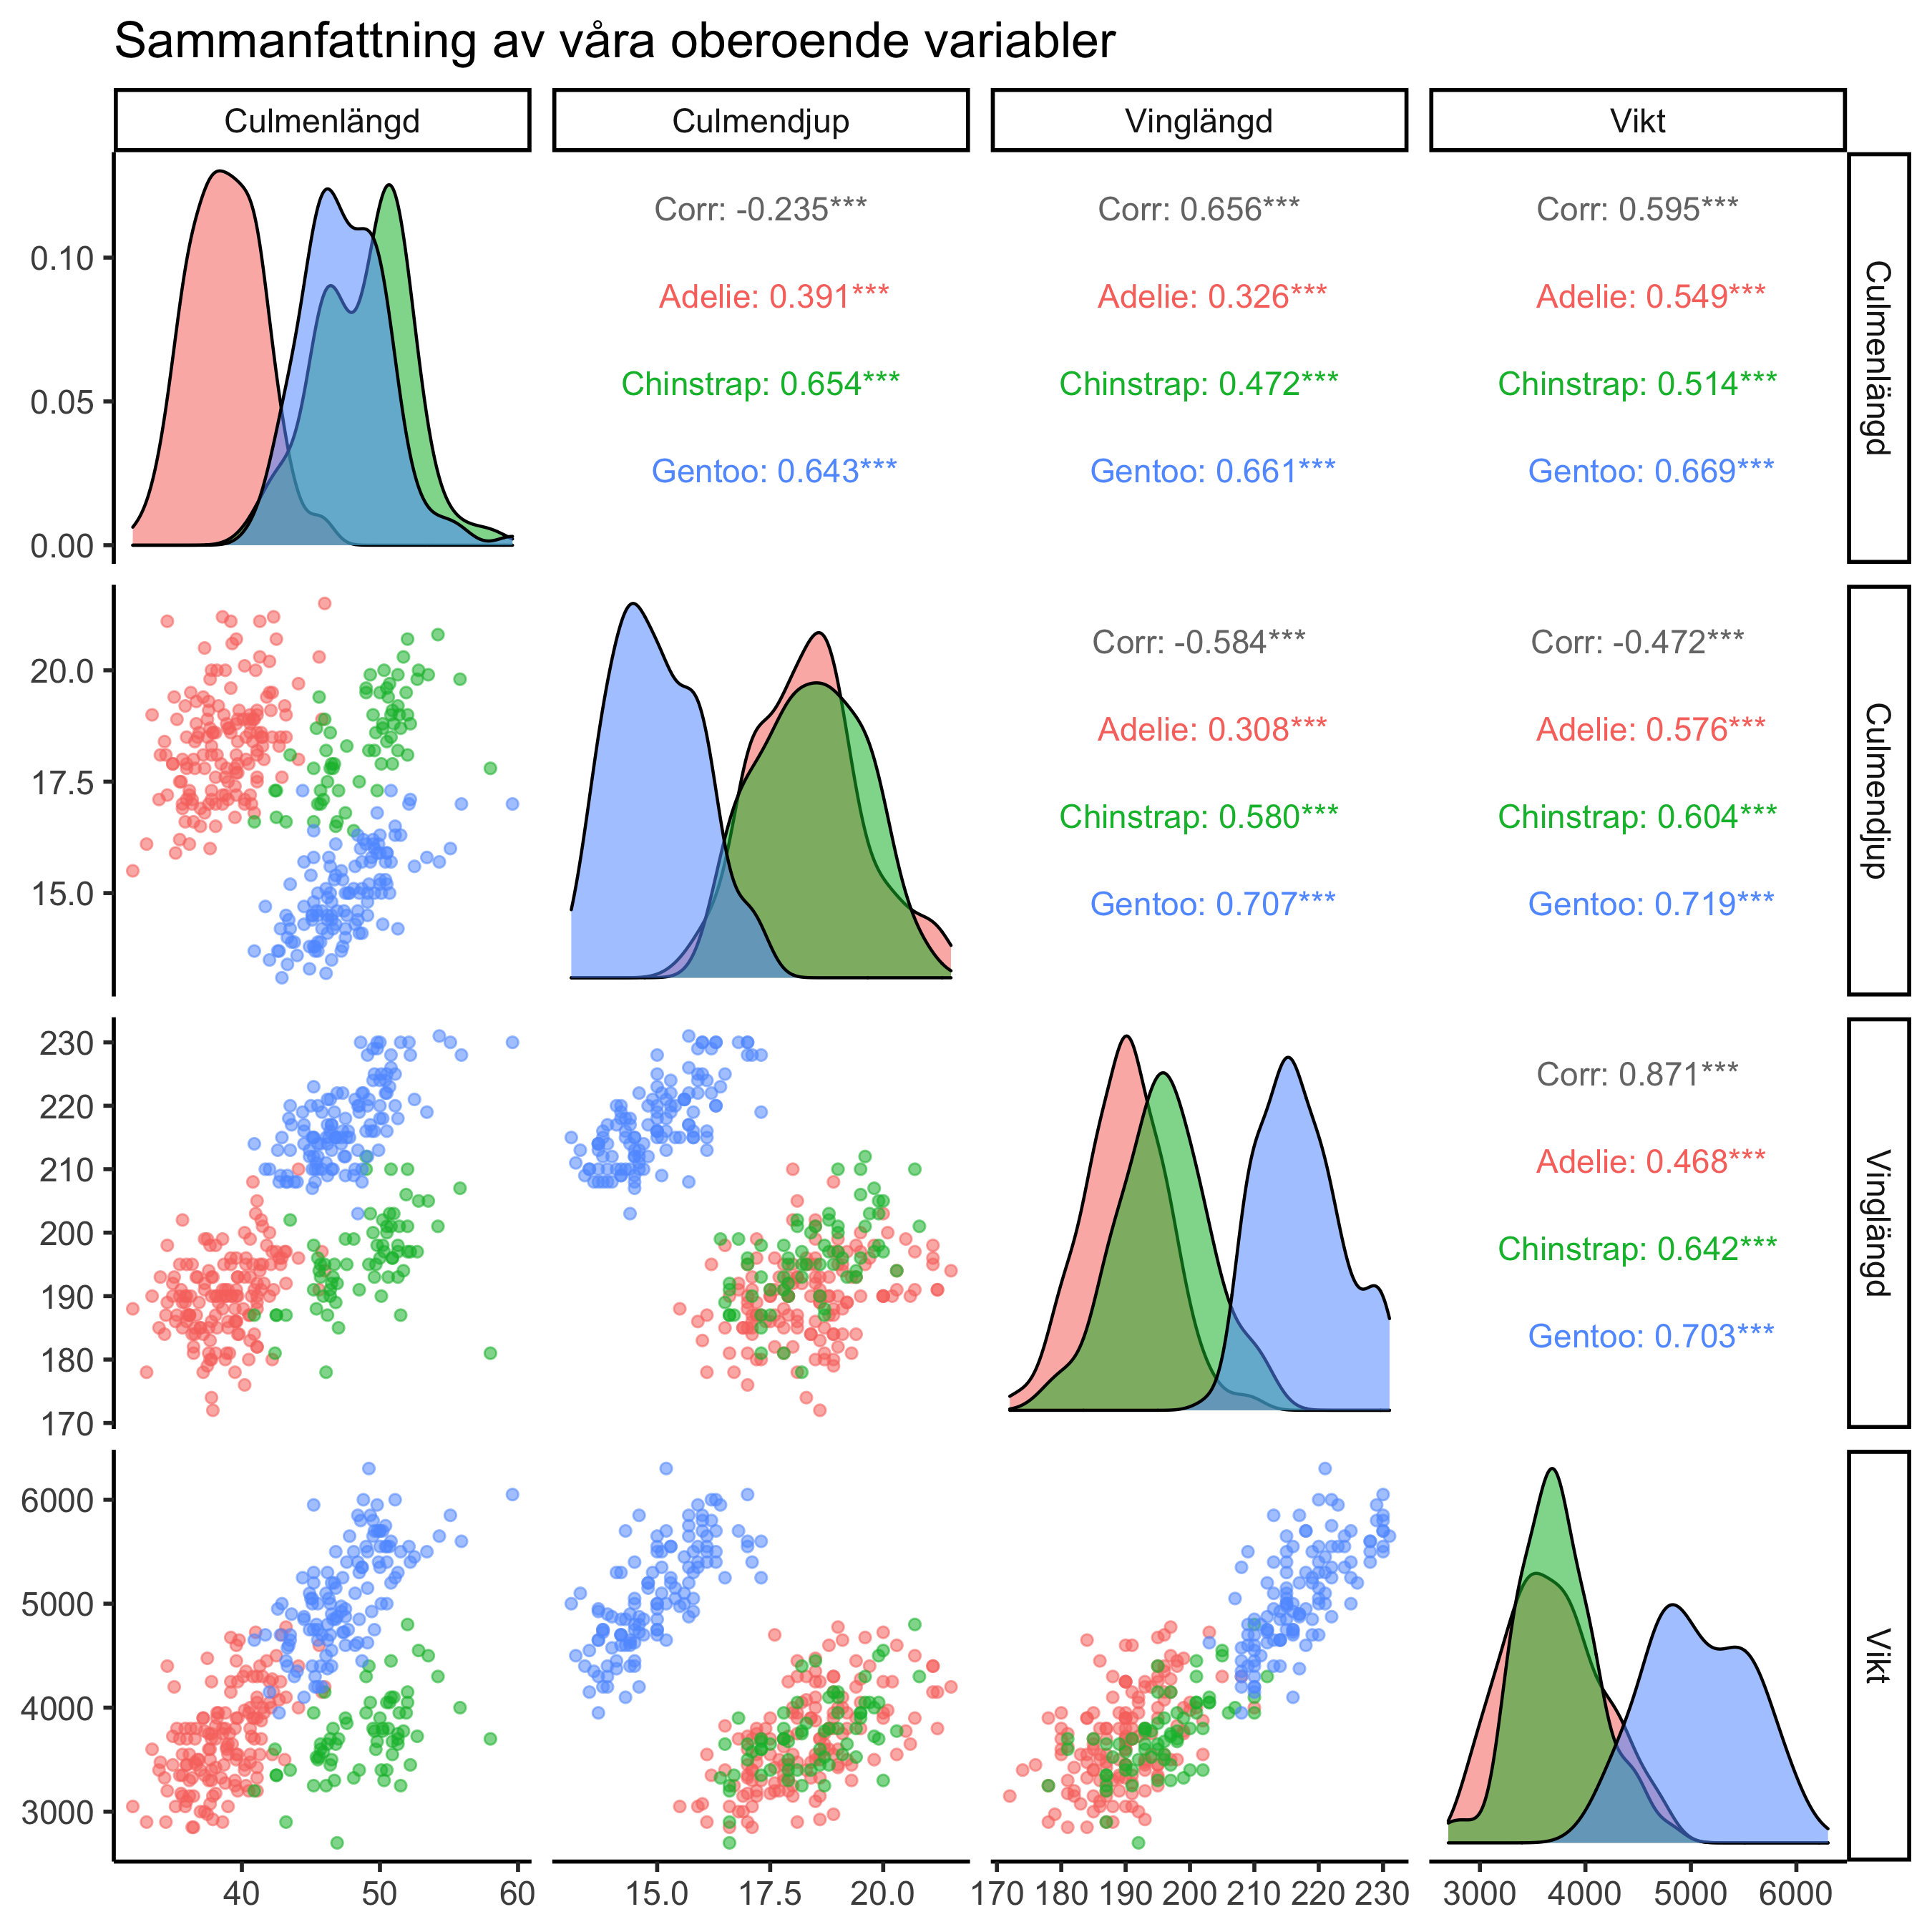 Sammanfattning av våra oberoende variabler
Culmenlängd
Culmendjup
Vinglängd
Vikt
0.10
0.05
0.00
Corr: -0.235***
Adelie: 0.391***
Chinstrap: 0.654***
Gentoo: 0.643***
Corr: 0.656***
Adelie: 0.326***
Chinstrap: 0.472***
Gentoo: 0.661***
Corr: 0.595***
Adelie: 0.549***
Chinstrap: 0.514***
Gentoo: 0.669***
Culmenlängd
20.0
17.5
15.0
Corr: -0.584***
Adelie: 0.308***
Chinstrap: 0.580***
Gentoo: 0.707***
Corr: -0.472***
Adelie: 0.576***
Chinstrap: 0.604***
Gentoo: 0.719***
Culmendjup
230
220
210
200
190
180
170
Corr: 0.871***
Adelie: 0.468***
Chinstrap: 0.642***
Gentoo: 0.703***
Vinglängd
6000
5000
4000
3000
Vikt
40 50 60
15.0 17.5 20.0
170 180 190 200 210 220 230
3000 4000 5000 6000